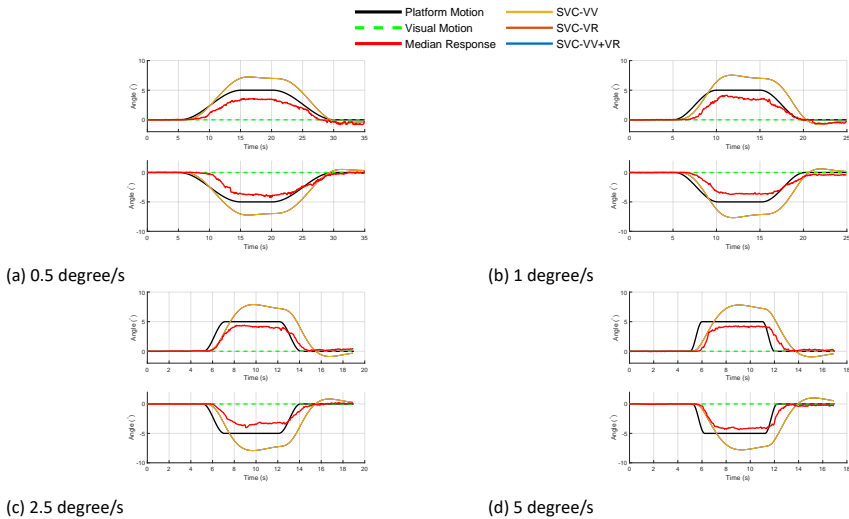 Platform Motion SVC-VV
Visual Motion SVC-VR
Median Response SVC-VV+VR
10
5
0
Angle (°)
0 5 10 15 20 25 30 35
Time (s)
0
-5
-10
Angle (°)
0 5 10 15 20 25 30 35
Time (s)
(a) 0.5 degree/s
10
5
0
Angle (°)
0 5 10 15 20 25
Time (s)
0
-5
-10
Angle (°)
0 5 10 15 20 25
Time (s)
(b) 1 degree/s
10
5
0
Angle (°)
0 2 4 6 8 10 12 14 16 18 20
Time (s)
0
-5
-10
Angle (°)
0 2 4 6 8 10 12 14 16 18 20
Time (s)
(c) 2.5 degree/s
10
5
0
Angle (°)
0 2 4 6 8 10 12 14 16 18
Time (s)
0
-5
-10
Angle (°)
0 2 4 6 8 10 12 14 16 18
Time (s)
(d) 5 degree/s